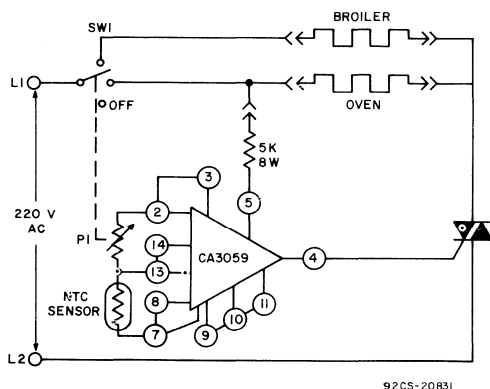 BROILER
SW1
L1
OFF
OVEN
5K
8W
3
5
2
220 V
AC
P1
14
4
CA3059
13
NTC
SENSOR
8
11
7
10
9
L2
92CS-20831